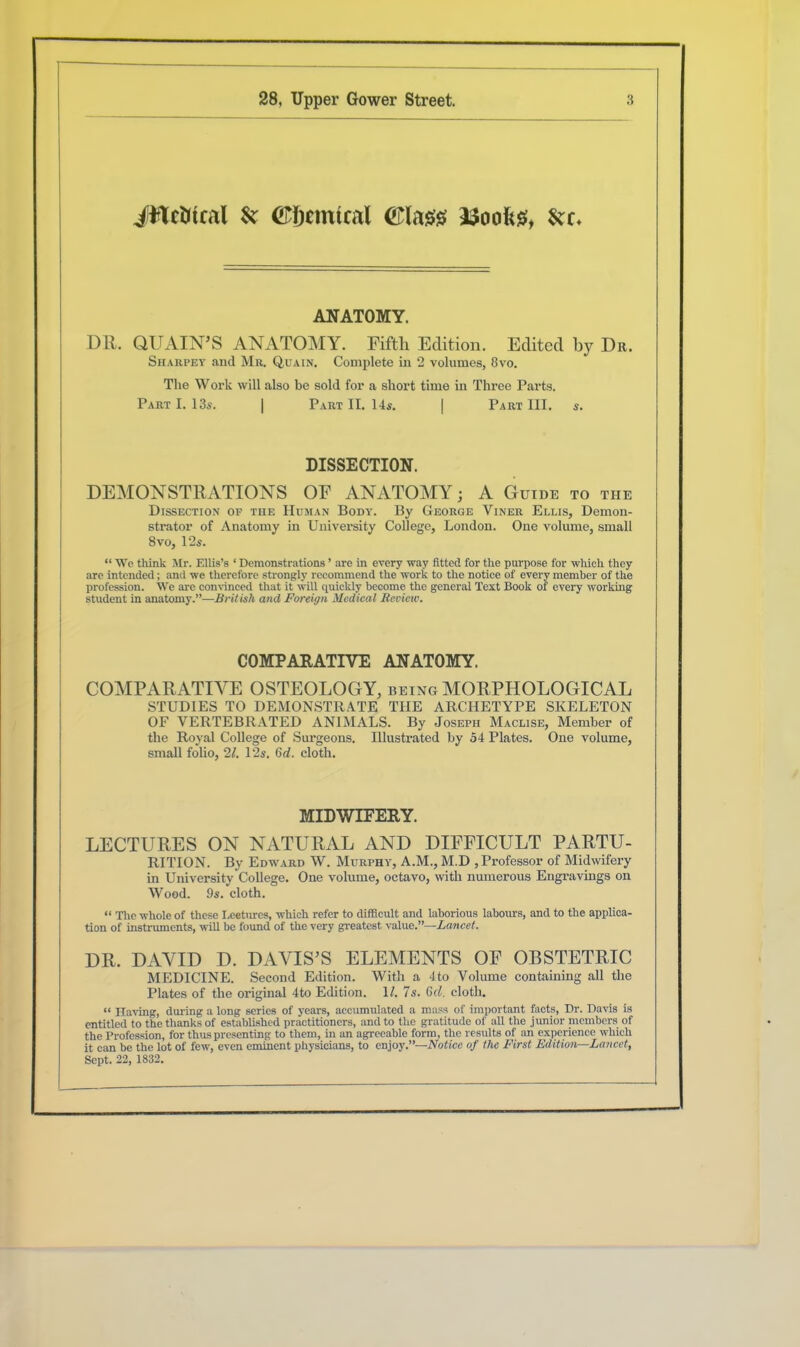 28, Upper Gower Street. 3
Medical & Chemical Class Books, &c.
ANATOMY.
DR. QUAIN'S ANATOMY. Fifth Edition. Edited by Dr.
Sharpey and Mr. Quain. Complete in 2 volumes, 8vo.
The Work will also be sold for a short time in Three Parts.
Part I. 13s. | Part II. 14s. | Part III. s.
DISSECTION.
DEMONSTRATIONS OF ANATOMY; A Guide to the
Dissection of the Human Body. By George Viner Ellis, Demon-
strator of Anatomy in University College, London. One volume, small
8vo, 12s.
“ We think Mr. Ellis's ‘ Demonstrations ’ are in every way fitted for the purpose for which they
are intended; and we therefore strongly recommend the work to the notice of every member of the
profession. We are convinced that it will quickly become the general Text Book of every working
student in anatomy.”—British and Foreign Medical Review.
COMPARATIVE ANATOMY.
COMPARATIVE OSTEOLOGY, being MORPHOLOGICAL
STUDIES TO DEMONSTRATE THE ARCHETYPE SKELETON
OF VERTEBRATED ANIMALS. By Joseph Maclise, Member of
the Royal College of Surgeons. Illustrated by 54 Plates. One volume,
small folio, 2l. 12s. 6d. cloth.
MIDWIFERY.
LECTURES ON NATURAL AND DIFFICULT PARTU-
RITION. By Edward W. Murphy, A.M., M.D , Professor of Midwifery
in University College. One volume, octavo, with numerous Engravings on
Wood. 9s. cloth.
“ The whole of these Lectures, which refer to difficult and laborious labours, and to the applica-
tion of instruments, will be found of the very greatest value.”—Lancet.
DR. DAVID D. DAVIS'S ELEMENTS OF OBSTETRIC
MEDICINE. Second Edition. With a 4to Volume containing all the
Plates of the original 4to Edition. 1l. 7s. 6d. cloth.
“ Having, during a long series of years, accumulated a mass of important facts, Dr. Davis is
entitled to the thanks of established practitioners, and to the gratitude of all the junior members of
the Profession, for thus presenting to them, in an agreeable form, the results of an experience which
it can be the lot of few, even eminent physicians, to enjoy.”—Notice of the First Edition—Lancet,
Sept. 22, 1832.